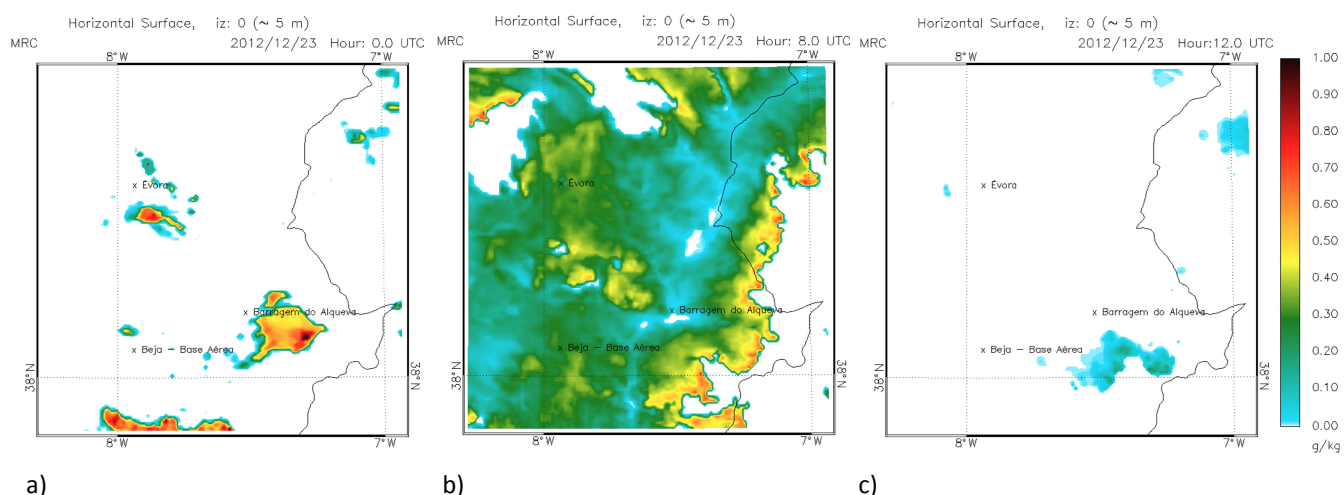 Horizontal Surface, iz: 0 (~ 5 m)
MRC 2012/12/23 Hour: 0.0 UTC
8°W 7°W
x Évora
x Barragem do Alqueva
x Beja – Base Aérea
38°N 38°N
8°W 7°W
a)
Horizontal Surface, iz: 0 (~ 5 m)
MRC 2012/12/23 Hour: 8.0 UTC
8°W 7°W
x Évora
x Barragem do Alqueva
x Beja – Base Aérea
38°N 38°N
8°W 7°W
b)
Horizontal Surface, iz: 0 (~ 5 m)
MRC 2012/12/23 Hour:12.0 UTC
8°W 7°W
x Évora
x Barragem do Alqueva
x Beja – Base Aérea
38°N 38°N
8°W 7°W
c)
1.00
0.90
0.80
0.70
0.60
0.50
0.40
0.30
0.20
0.10
0.00
g/kg